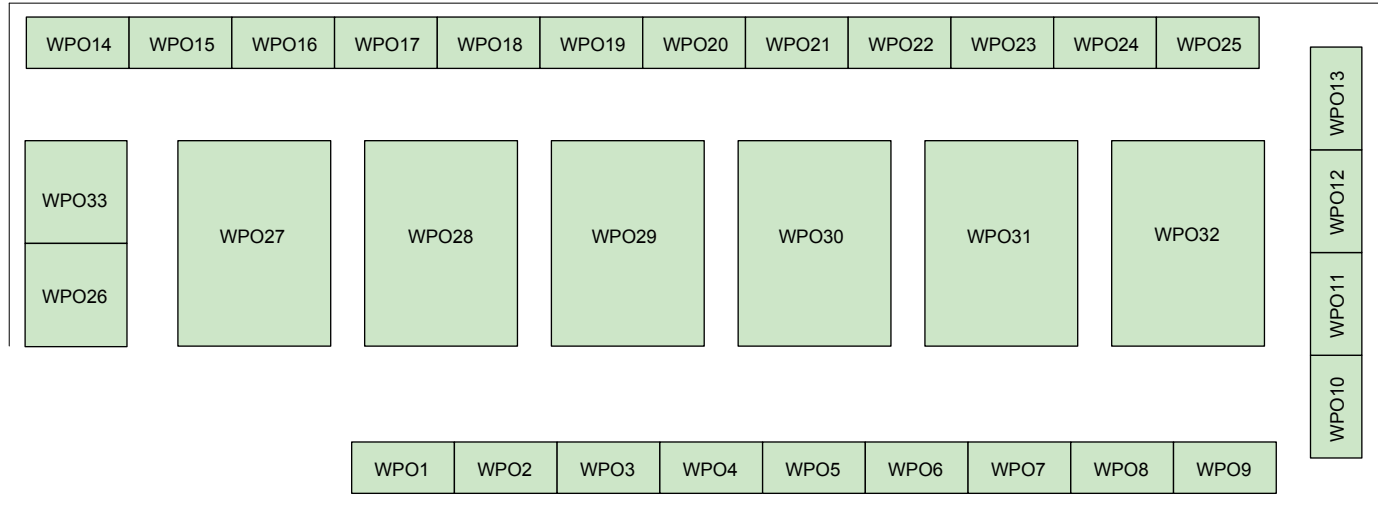 WPO14 WPO15 WPO16 WPO17 WPO18 WPO19 WPO20 WPO21 WPO22 WPO23 WPO24 WPO25
WPO13
WPO12
WPO11
WPO10
WPO33
WPO26
WPO27 WPO28 WPO29 WPO30 WPO31 WPO32
WPO1 WPO2 WPO3 WPO4 WPO5 WPO6 WPO7 WPO8 WPO9